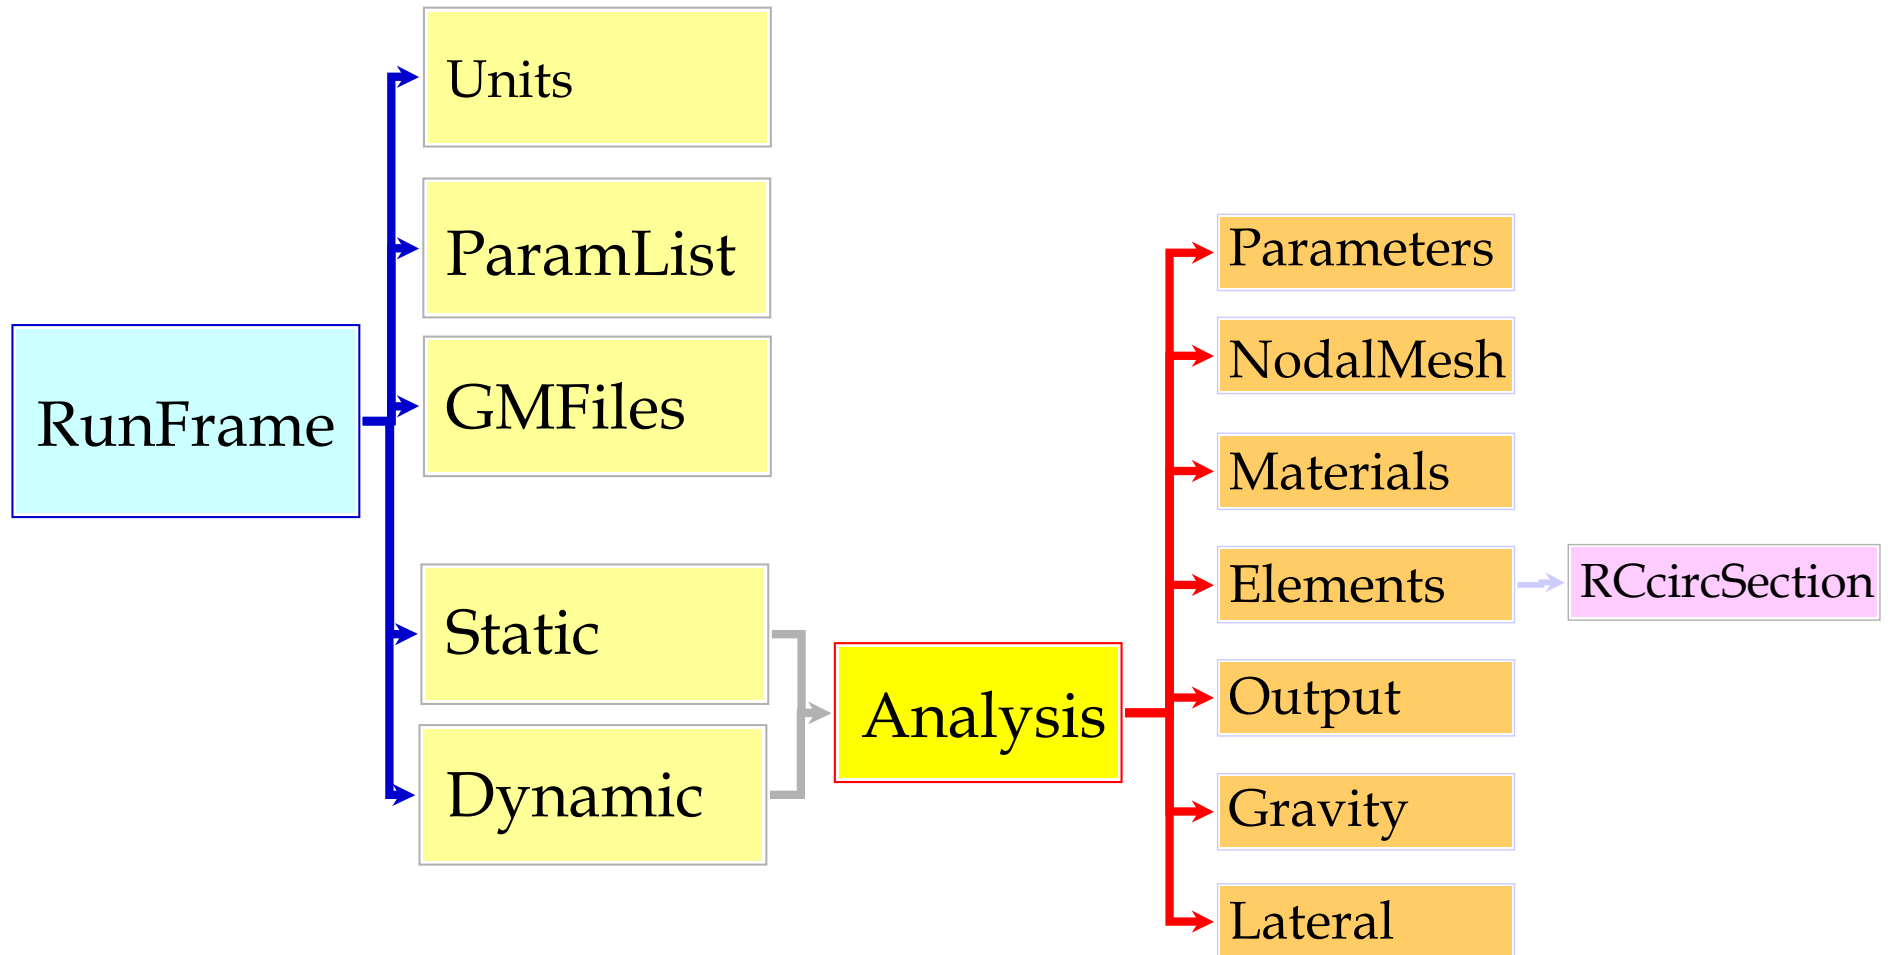 RunFrame
Units
ParamList
GMFiles
Static
Dynamic
Analysis
Parameters
NodalMesh
Materials
Elements
Output
Gravity
Lateral
RCcircSection